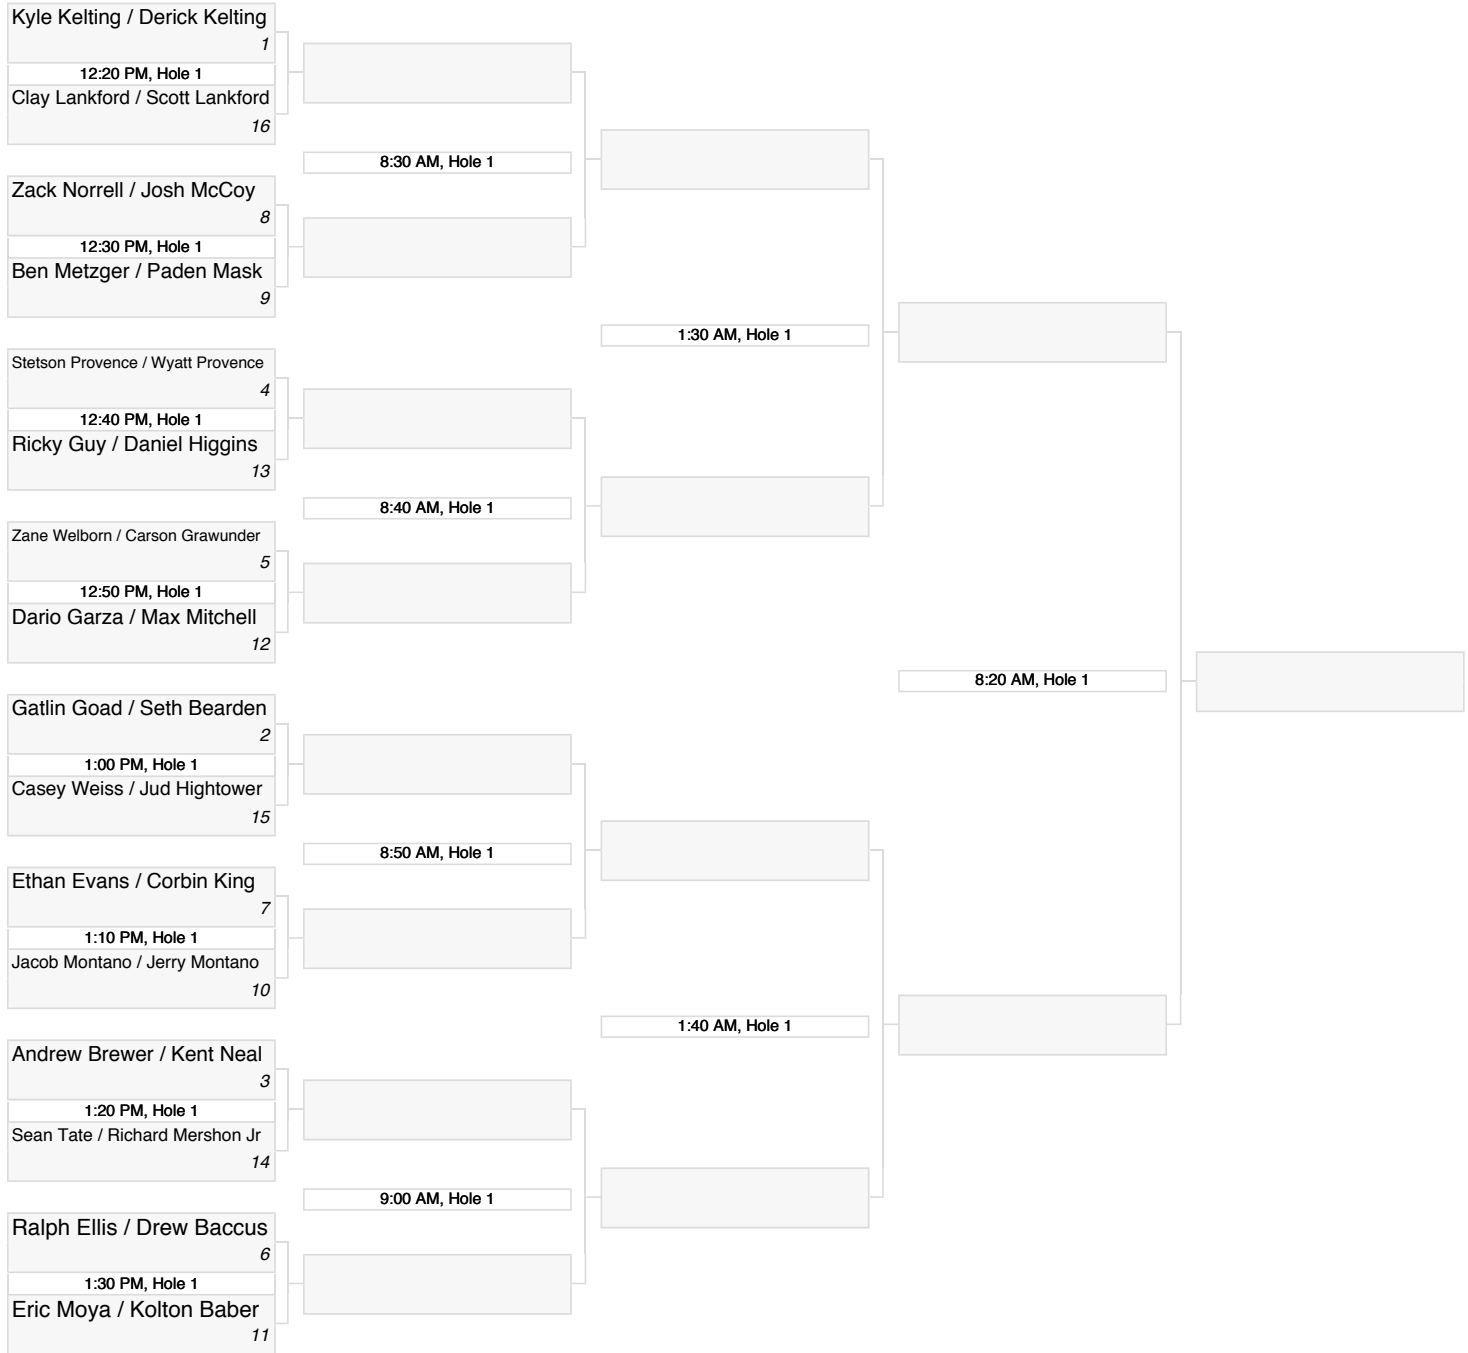 Kyle Kelting / Derick Kelting
1
12:20 PM, Hole 1
Clay Lankford / Scott Lankford
16
8:30 AM, Hole 1
Zack Norrell / Josh McCoy
8
12:30 PM, Hole 1
Ben Metzger / Paden Mask
9
1:30 AM, Hole 1
Stetson Provence / Wyatt Provence
4
12:40 PM, Hole 1
Ricky Guy / Daniel Higgins
13
8:40 AM, Hole 1
Zane Welborn / Carson Grawunder
5
12:50 PM, Hole 1
Dario Garza / Max Mitchell
12
8:20 AM, Hole 1
Gatlin Goad / Seth Bearden
2
1:00 PM, Hole 1
Casey Weiss / Jud Hightower
15
8:50 AM, Hole 1
Ethan Evans / Corbin King
7
1:10 PM, Hole 1
Jacob Montano / Jerry Montano
10
1:40 AM, Hole 1
Andrew Brewer / Kent Neal
3
1:20 PM, Hole 1
Sean Tate / Richard Mershon Jr
14
9:00 AM, Hole 1
Ralph Ellis / Drew Baccus
6
1:30 PM, Hole 1
Eric Moya / Kolton Baber
11